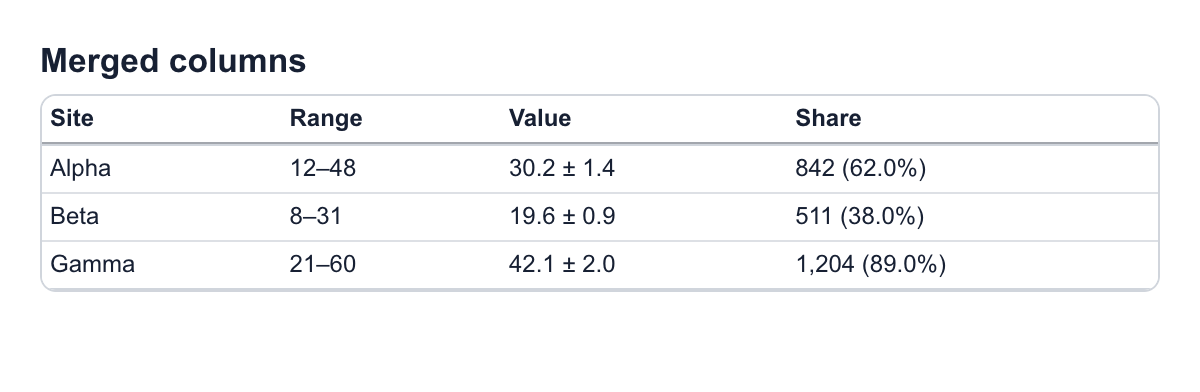 Merged columns
Site Range Value Share
Alpha 12–48 30.2 ± 1.4 842 (62.0%)
Beta 8–31 19.6 ± 0.9 511 (38.0%)
Gamma 21–60 42.1 ± 2.0 1,204 (89.0%)